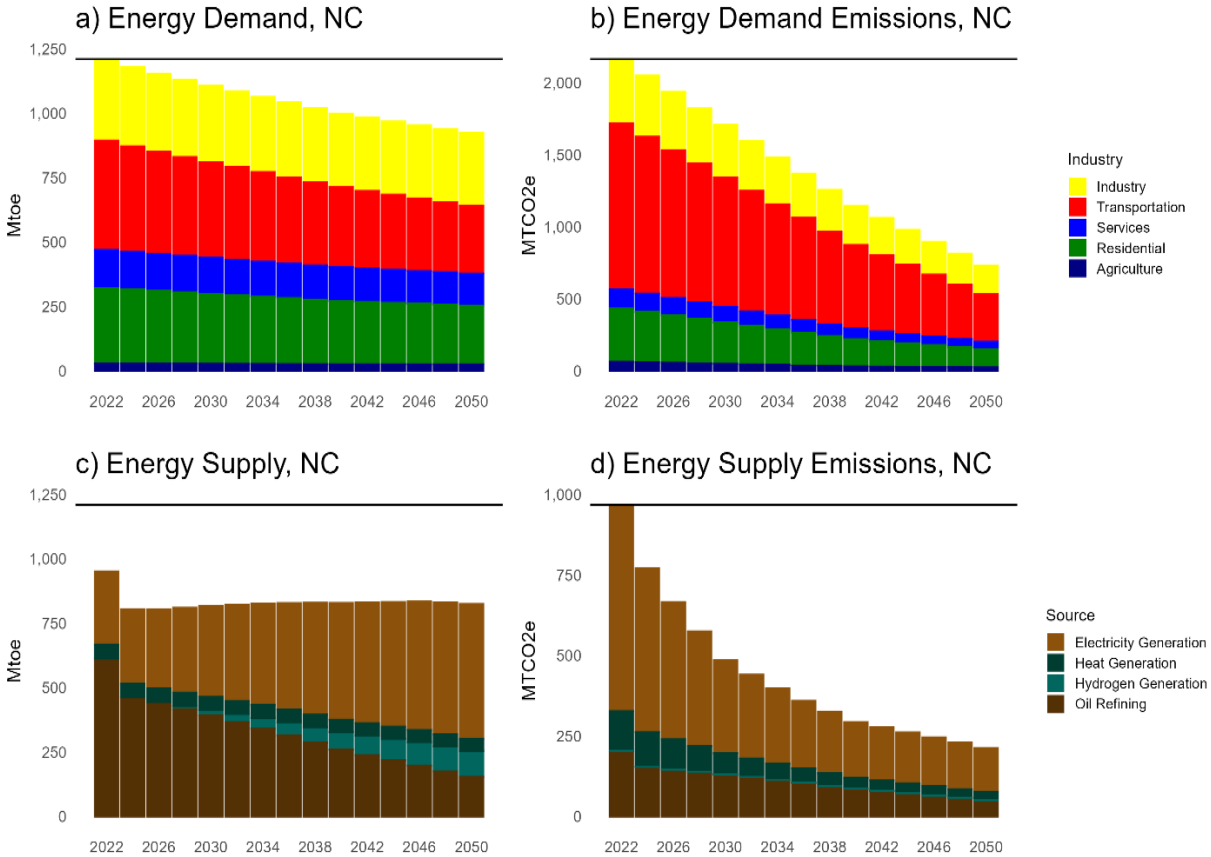 a) Energy Demand, NC
b) Energy Demand Emissions, NC
1,250
1,000
750
500
250
0
Mtoe
2022 2026 2030 2034 2038 2042 2046 2050
2,000
1,500
1,000
500
0
MTCO2e
2022 2026 2030 2034 2038 2042 2046 2050
Industry
Industry
Transportation
Services
Residential
Agriculture
c) Energy Supply, NC
d) Energy Supply Emissions, NC
1,250
1,000
750
500
250
0
Mtoe
2022 2026 2030 2034 2038 2042 2046 2050
1,000
750
500
250
0
MTCO2e
2022 2026 2030 2034 2038 2042 2046 2050
Source
Electricity Generation
Heat Generation
Hydrogen Generation
Oil Refining